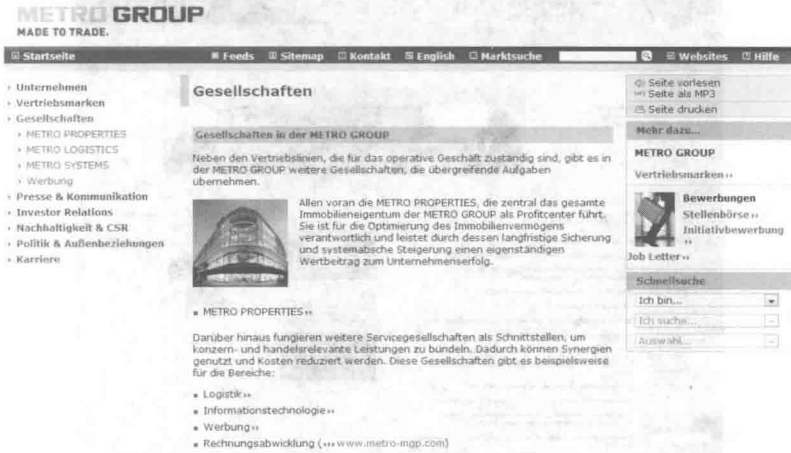 METRO GROUP
MADE TO TRADE.
Startseite Feeds Sitemap Kontakt English Marktsuche Websites Hilfe
Unternehmen
Vertriebsmarken
Gesellschaften
METRO PROPERTIES
METRO LOGISTICS
METRO SYSTEMS
Werbung
Presse & Kommunikation
Investor Relations
Nachhaltigkeit & CSR
Politik & Außenbeziehungen
Karriere
Gesellschaften
Gesellschaften in der METRO GROUP
Neben den Vertriebslinien, die für das operative Geschäft zuständig sind, gibt es in
der METRO GROUP weitere Gesellschaften, die übergreifende Aufgaben
übernehmen.
Allen voran die METRO PROPERTIES, die zentral das gesamte
Immobilieneigentum der METRO GROUP als Profitcenter führt.
Sie ist für die Optimierung des Immobilienvermögens
verantwortlich und leistet durch dessen langfristige Sicherung
und systematische Steigerung einen eigenständigen
Wertbeitrag zum Unternehmenserfolg.
METRO PROPERTIES ››
Darüber hinaus fungieren weitere Servicegesellschaften als Schnittstellen, um
konzern- und handelsrelevante Leistungen zu bündeln. Dadurch können Synergien
genutzt und Kosten reduziert werden. Diese Gesellschaften gibt es beispielsweise
für die Bereiche:
Logistik ››
Informationstechnologie ››
Werbung ››
Rechnungsabwicklung (››› www.metro-mgp.com)
Seite vorlesen
Seite als MP3
Seite drucken
Mehr dazu...
METRO GROUP
Vertriebsmarken ››
Bewerbungen
Stellenbörse ››
Initiativbewerbung
››
Job Letter ››
Schnellsuche
Ich bin...
Ich suche...
Auswahl...